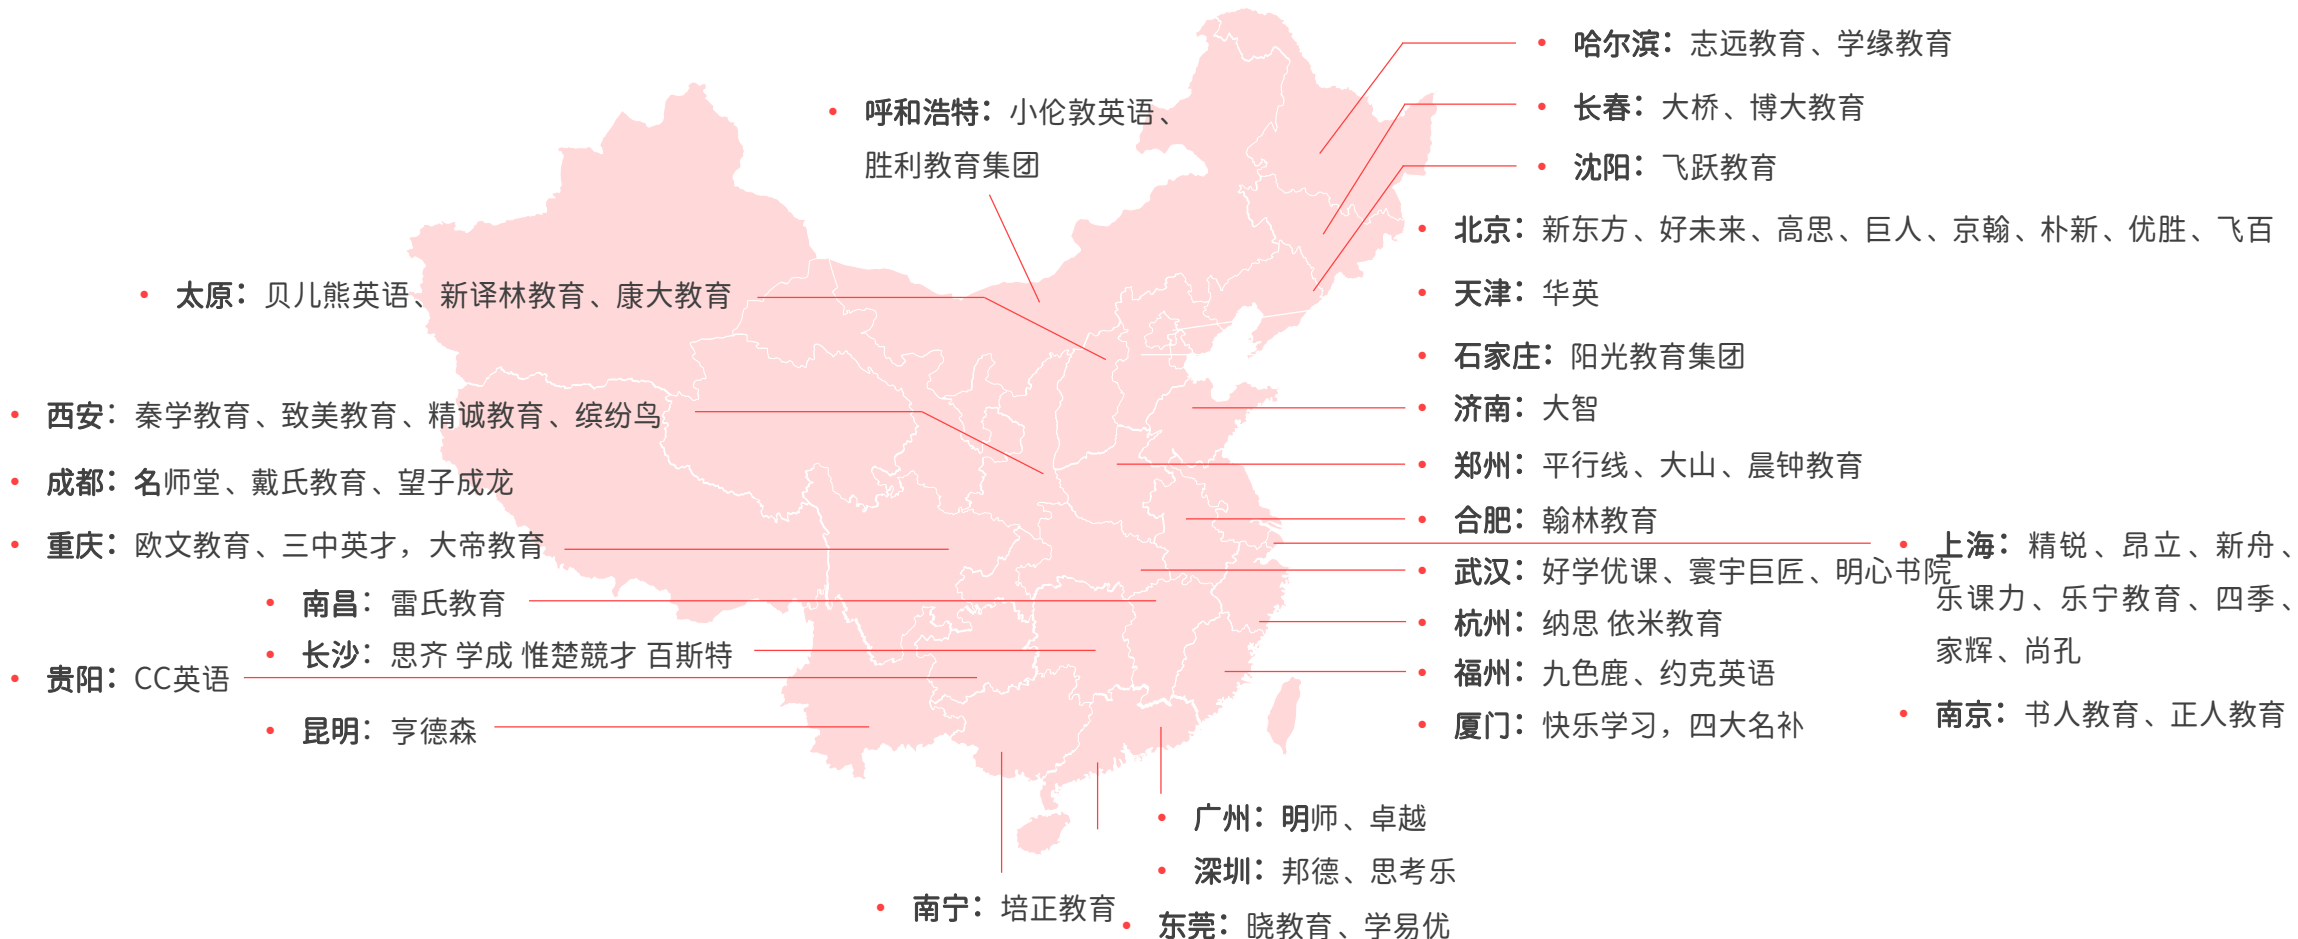 哈尔滨：志远教育、学缘教育
呼和浩特：小伦敦英语、
胜利教育集团
长春：大桥、博大教育
沈阳：飞跃教育
北京：新东方、好未来、高思、巨人、京翰、朴新、优胜、飞百
太原：贝儿熊英语、新译林教育、康大教育
天津：华英
石家庄：阳光教育集团
西安：秦学教育、致美教育、精诚教育、缤纷鸟
济南：大智
郑州：平行线、大山、晨钟教育
成都：名师堂、戴氏教育、望子成龙
合肥：翰林教育
重庆：欧文教育、三中英才，大帝教育
上海：精锐、昂立、新舟、
乐课力、乐宁教育、四季、
家辉、尚孔
武汉：好学优课、寰宇巨匠、明心书院
南昌：雷氏教育
杭州：纳思 依米教育
长沙：思齐 学成 惟楚競才 百斯特
贵阳：CC英语
福州：九色鹿、约克英语
南京：书人教育、正人教育
昆明：亨德森
厦门：快乐学习，四大名补
广州：明师、卓越
深圳：邦德、思考乐
南宁：培正教育
东莞：晓教育、学易优